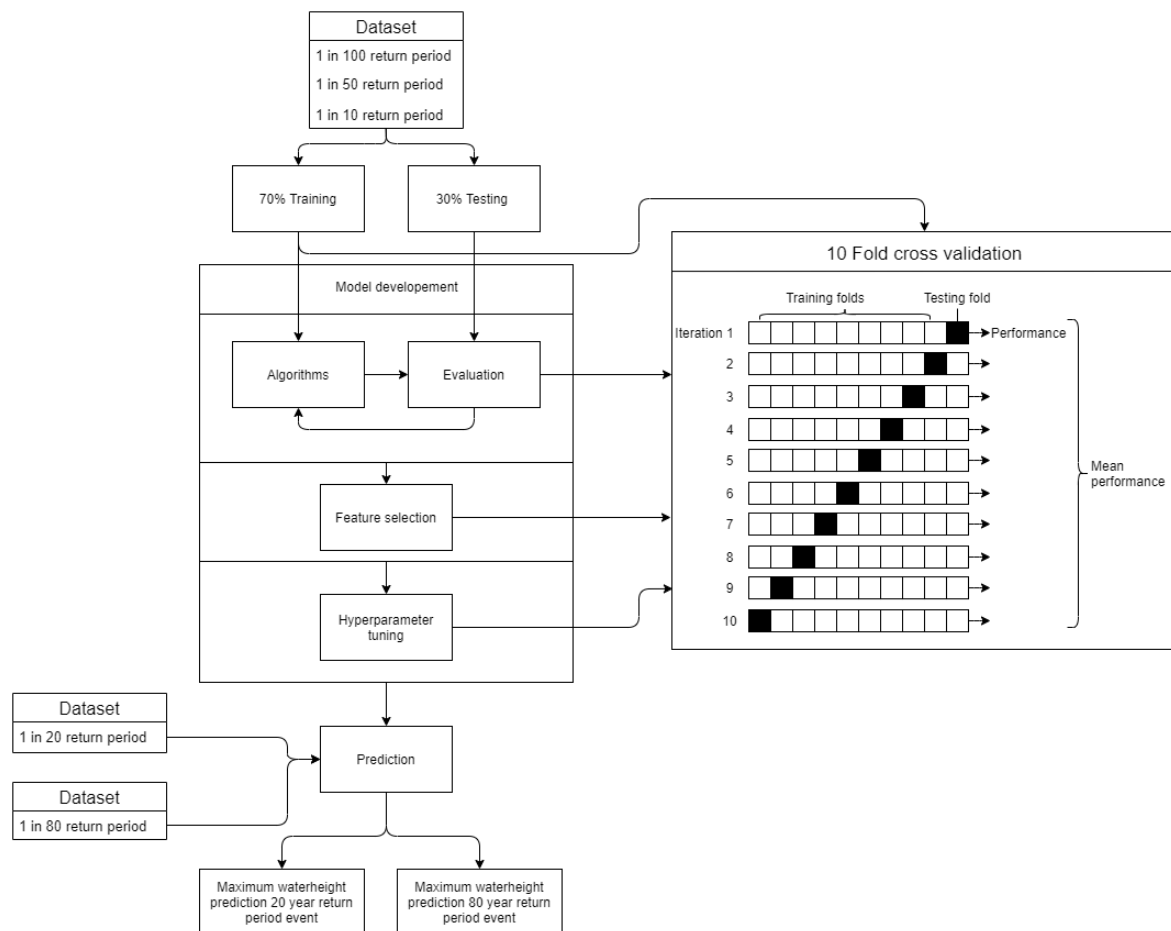 Dataset
1 in 100 return period
1 in 50 return period
1 in 10 return period
70% Training
30% Testing
Model developement
Algorithms
Evaluation
Feature selection
Hyperparameter
tuning
10 Fold cross validation
Training folds
Testing fold
Iteration 1
Performance
2
3
4
5
6
7
8
9
10
Mean
performance
Dataset
1 in 20 return period
Dataset
1 in 80 return period
Prediction
Maximum waterheight
prediction 20 year return
period event
Maximum waterheight
prediction 80 year return
period event